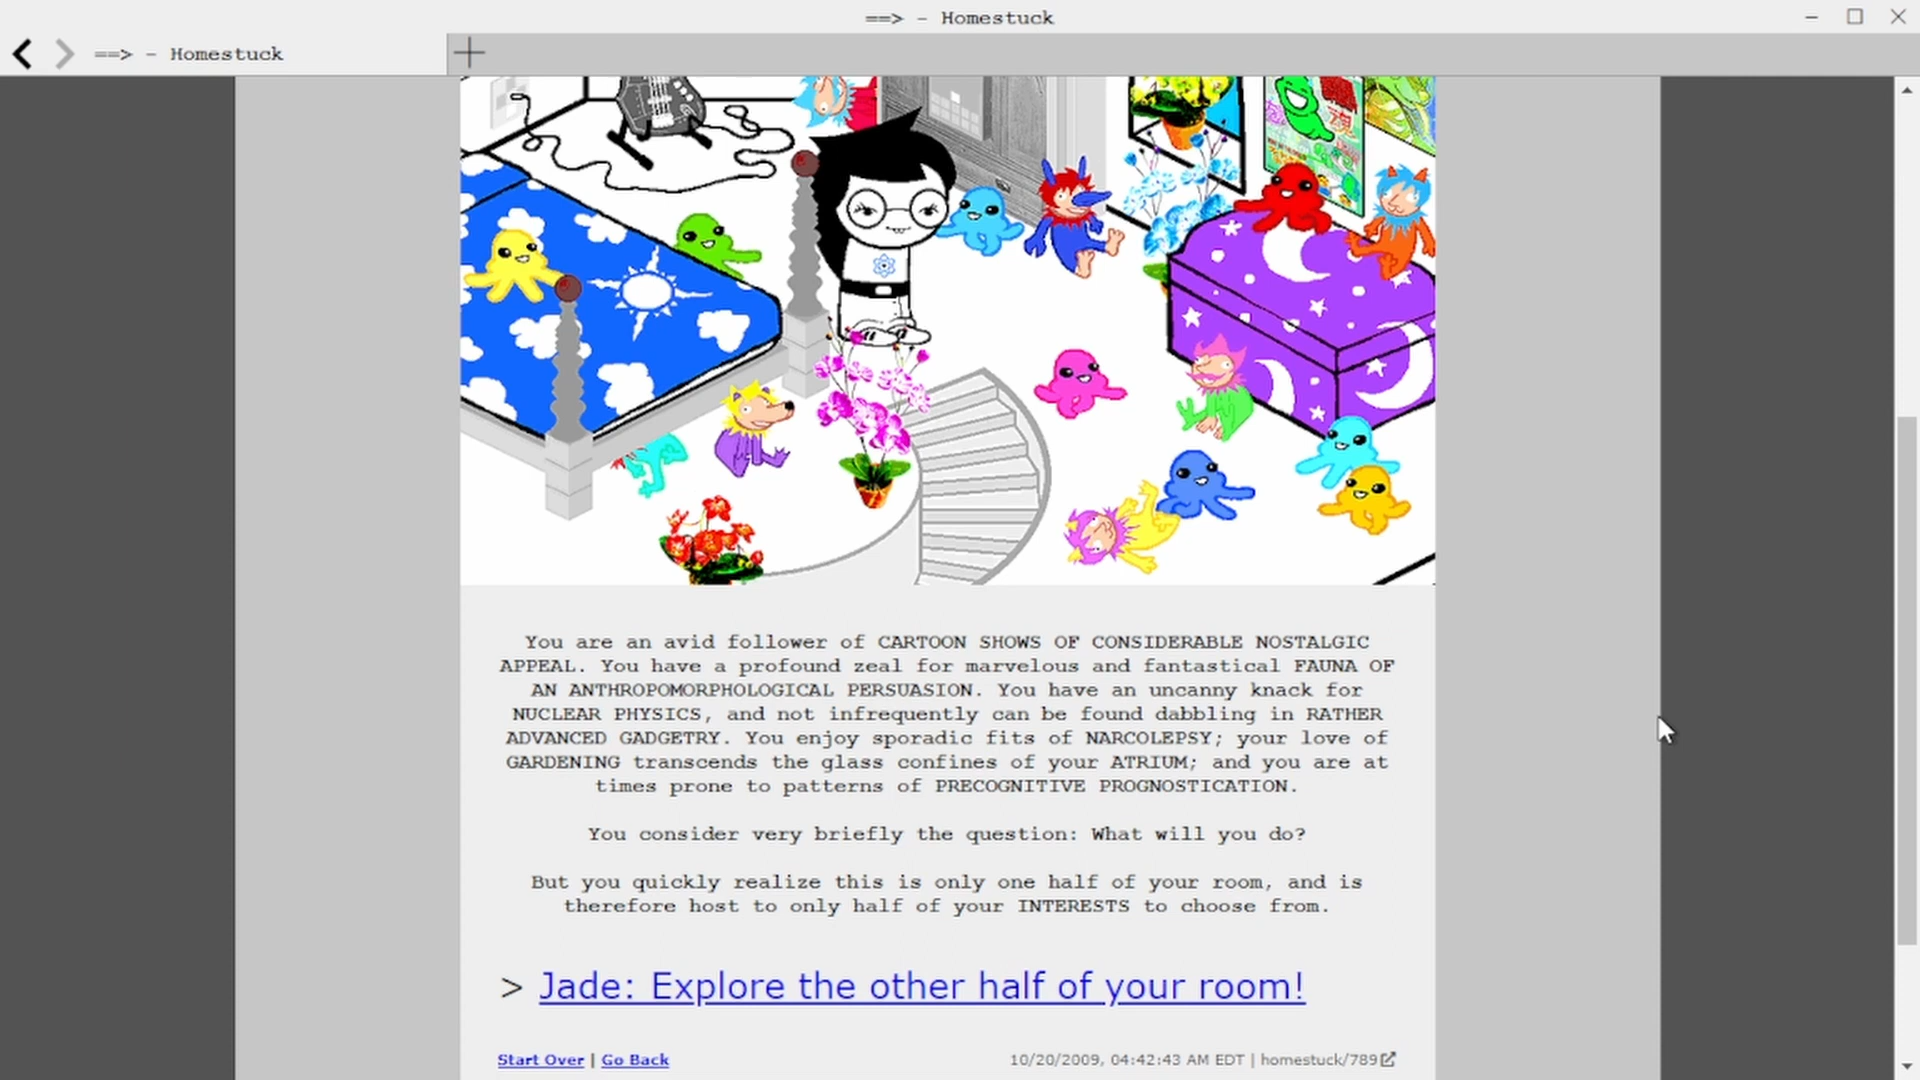 ==> - Homestuck
==> - Homestuck
You are an avid follower of CARTOON SHOWS OF CONSIDERABLE NOSTALGIC
APPEAL. You have a profound zeal for marvelous and fantastical FAUNA OF
AN ANTHROPOMORPHOLOGICAL PERSUASION. You have an uncanny knack for
NUCLEAR PHYSICS, and not infrequently can be found dabbling in RATHER
ADVANCED GADGETRY. You enjoy sporadic fits of NARCOLEPSY; your love of
GARDENING transcends the glass confines of your ATRIUM; and you are at
times prone to patterns of PRECOGNITIVE PROGNOSTICATION.
You consider very briefly the question: What will you do?
But you quickly realize this is only one half of your room, and is
therefore host to only half of your INTERESTS to choose from.
> Jade: Explore the other half of your room!
Start Over | Go Back
10/20/2009, 04:42:43 AM EDT | homestuck/789